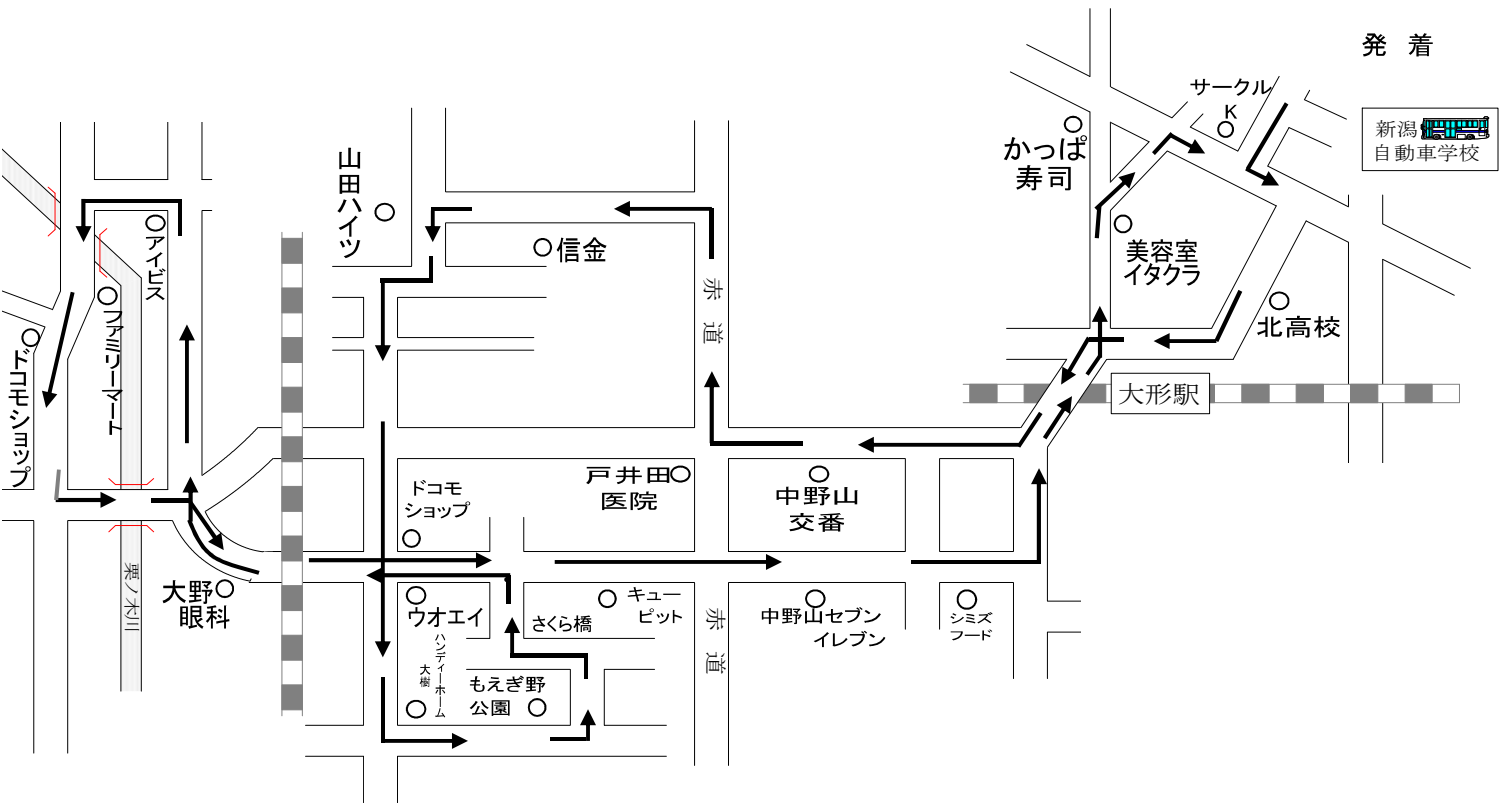 発 着
新潟
自動車学校
サークル
K
かっぱ
寿司
美容室
イタクラ
北高校
大形駅
山田ハイツ
信金
赤道
アイビス
ファミリーマート
ドコモショップ
ドコモ
ショップ
戸井田
医院
中野山
交番
栗ノ木川
大野
眼科
ウオエイ
さくら橋
キュー
ピット
赤道
中野山セブン
イレブン
シミズ
フード
ハンディーホーム
大樹
もえぎ野
公園